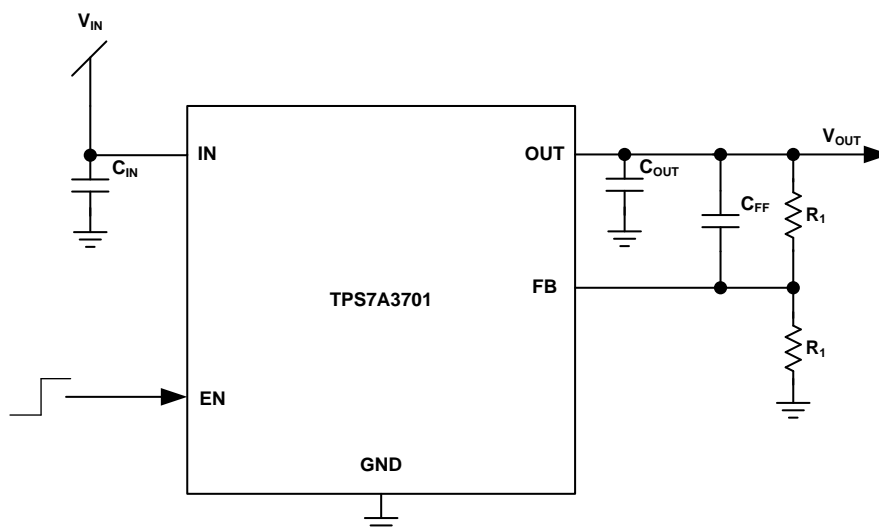 VIN
IN
CIN
OUT
COUT
VOUT
CFF
R1
FB
TPS7A3701
R1
EN
GND